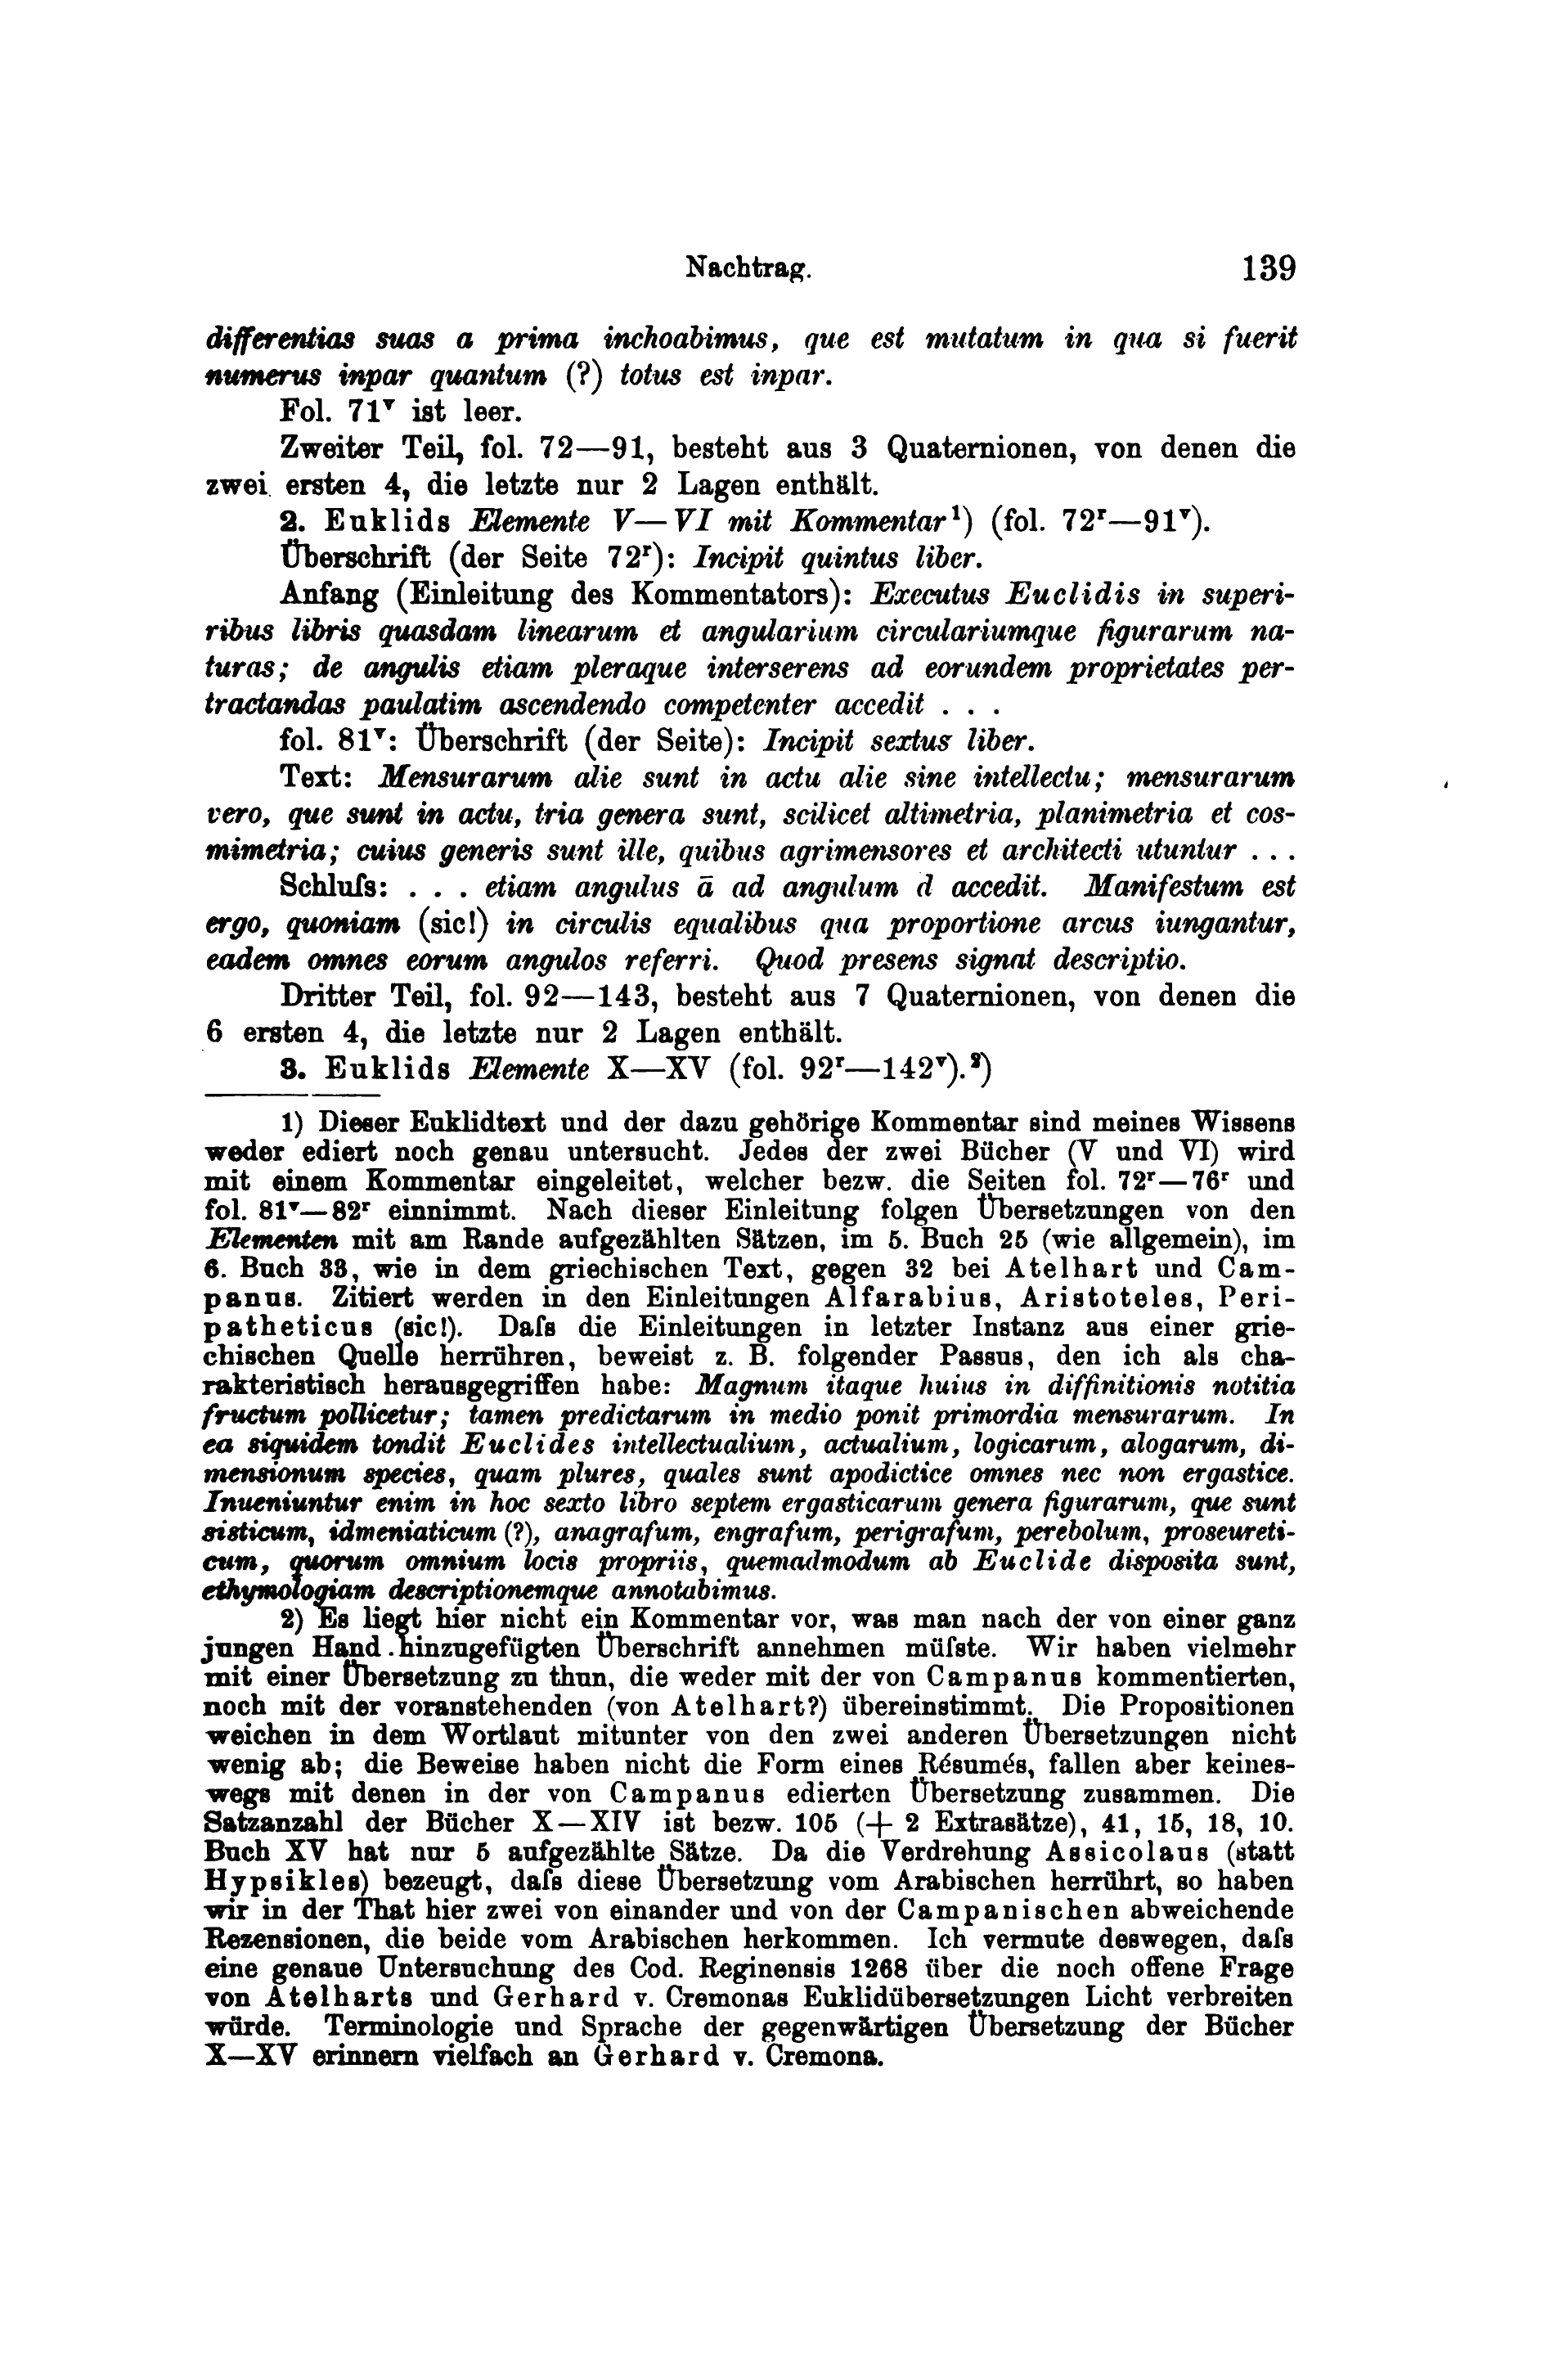 Nachtrag. 139
differentias suas a prima inchoabimus, que est mutatum in qua si fuerit
numerus inpar quantum (?) totus est inpar.
Fol. 71ᵛ ist leer.
Zweiter Teil, fol. 72—91, besteht aus 3 Quaternionen, von denen die
zwei ersten 4, die letzte nur 2 Lagen enthält.
2. Euklids Elemente V—VI mit Kommentar¹) (fol. 72ʳ—91ᵛ).
Überschrift (der Seite 72ʳ): Incipit quintus liber.
Anfang (Einleitung des Kommentators): Executus Euclidis in superi-
ribus libris quasdam linearum et angularium circulariumque figurarum na-
turas; de angulis etiam pleraque interserens ad eorundem proprietates per-
tractandas paulatim ascendendo competenter accedit . . .
fol. 81ᵛ: Überschrift (der Seite): Incipit sextus liber.
Text: Mensurarum alie sunt in actu alie sine intellectu; mensurarum
vero, que sunt in actu, tria genera sunt, scilicet altimetria, planimetria et cos-
mimetria; cuius generis sunt ille, quibus agrimensores et architecti utuntur . . .
Schluſs: . . . etiam angulus ā ad angulum d accedit. Manifestum est
ergo, quoniam (sic!) in circulis equalibus qua proportione arcus iungantur,
eadem omnes eorum angulos referri. Quod presens signat descriptio.
Dritter Teil, fol. 92—143, besteht aus 7 Quaternionen, von denen die
6 ersten 4, die letzte nur 2 Lagen enthält.
3. Euklids Elemente X—XV (fol. 92ʳ—142ᵛ).²)
1) Dieser Euklidtext und der dazu gehörige Kommentar sind meines Wissens
weder ediert noch genau untersucht. Jedes der zwei Bücher (V und VI) wird
mit einem Kommentar eingeleitet, welcher bezw. die Seiten fol. 72ʳ—76ʳ und
fol. 81ᵛ—82ʳ einnimmt. Nach dieser Einleitung folgen Übersetzungen von den
Elementen mit am Rande aufgezählten Sätzen, im 5. Buch 25 (wie allgemein), im
6. Buch 33, wie in dem griechischen Text, gegen 32 bei Atelhart und Cam-
panus. Zitiert werden in den Einleitungen Alfarabius, Aristoteles, Peri-
patheticus (sic!). Daſs die Einleitungen in letzter Instanz aus einer grie-
chischen Quelle herrühren, beweist z. B. folgender Passus, den ich als cha-
rakteristisch herausgegriffen habe: Magnum itaque huius in diffinitionis notitia
fructum pollicetur; tamen predictarum in medio ponit primordia mensurarum. In
ea siquidem tondit Euclides intellectualium, actualium, logicarum, alogarum, di-
mensionum species, quam plures, quales sunt apodictice omnes nec non ergastice.
Inueniuntur enim in hoc sexto libro septem ergasticarum genera figurarum, que sunt
sisticum, idmeniaticum (?), anagrafum, engrafum, perigrafum, perebolum, proseureti-
cum, quorum omnium locis propriis, quemadmodum ab Euclide disposita sunt,
ethymologiam descriptionemque annotabimus.
2) Es liegt hier nicht ein Kommentar vor, was man nach der von einer ganz
jungen Hand hinzugefügten Überschrift annehmen müſste. Wir haben vielmehr
mit einer Übersetzung zu thun, die weder mit der von Campanus kommentierten,
noch mit der voranstehenden (von Atelhart?) übereinstimmt. Die Propositionen
weichen in dem Wortlaut mitunter von den zwei anderen Übersetzungen nicht
wenig ab; die Beweise haben nicht die Form eines Résumés, fallen aber keines-
wegs mit denen in der von Campanus edierten Übersetzung zusammen. Die
Satzanzahl der Bücher X—XIV ist bezw. 105 (+ 2 Extrasätze), 41, 15, 18, 10.
Buch XV hat nur 5 aufgezählte Sätze. Da die Verdrehung Assicolaus (statt
Hypsikles) bezeugt, daſs diese Übersetzung vom Arabischen herrührt, so haben
wir in der That hier zwei von einander und von der Campanischen abweichende
Rezensionen, die beide vom Arabischen herkommen. Ich vermute deswegen, daſs
eine genaue Untersuchung des Cod. Reginensis 1268 über die noch offene Frage
von Atelharts und Gerhard v. Cremonas Euklidübersetzungen Licht verbreiten
würde. Terminologie und Sprache der gegenwärtigen Übersetzung der Bücher
X—XV erinnern vielfach an Gerhard v. Cremona.